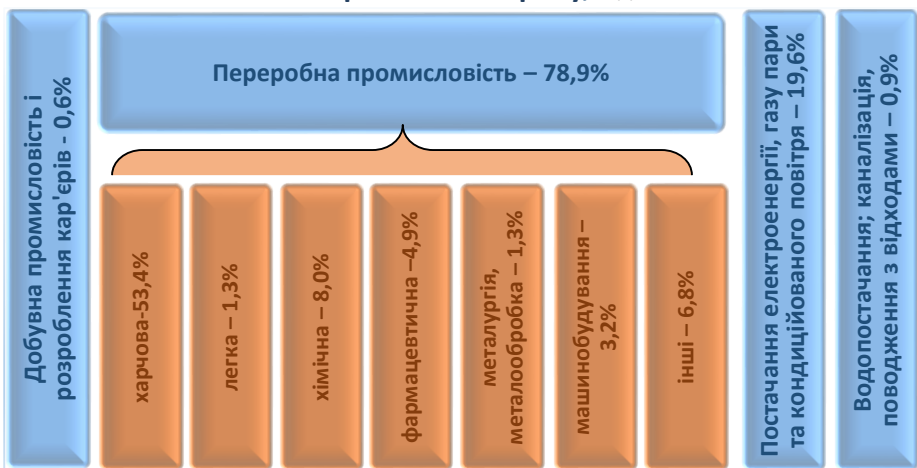 Добувна промисловість і
розроблення кар'єрів - 0,6%
Переробна промисловість – 78,9%
харчова-53,4%
легка – 1,3%
хімічна – 8,0%
фармацевтична –4,9%
металургія,
металообробка – 1,3%
машинобудування –
3,2%
інші – 6,8%
Постачання електроенергії, газу пари
та кондиційованого повітря – 19,6%
Водопостачання; каналізація,
поводження з відходами – 0,9%